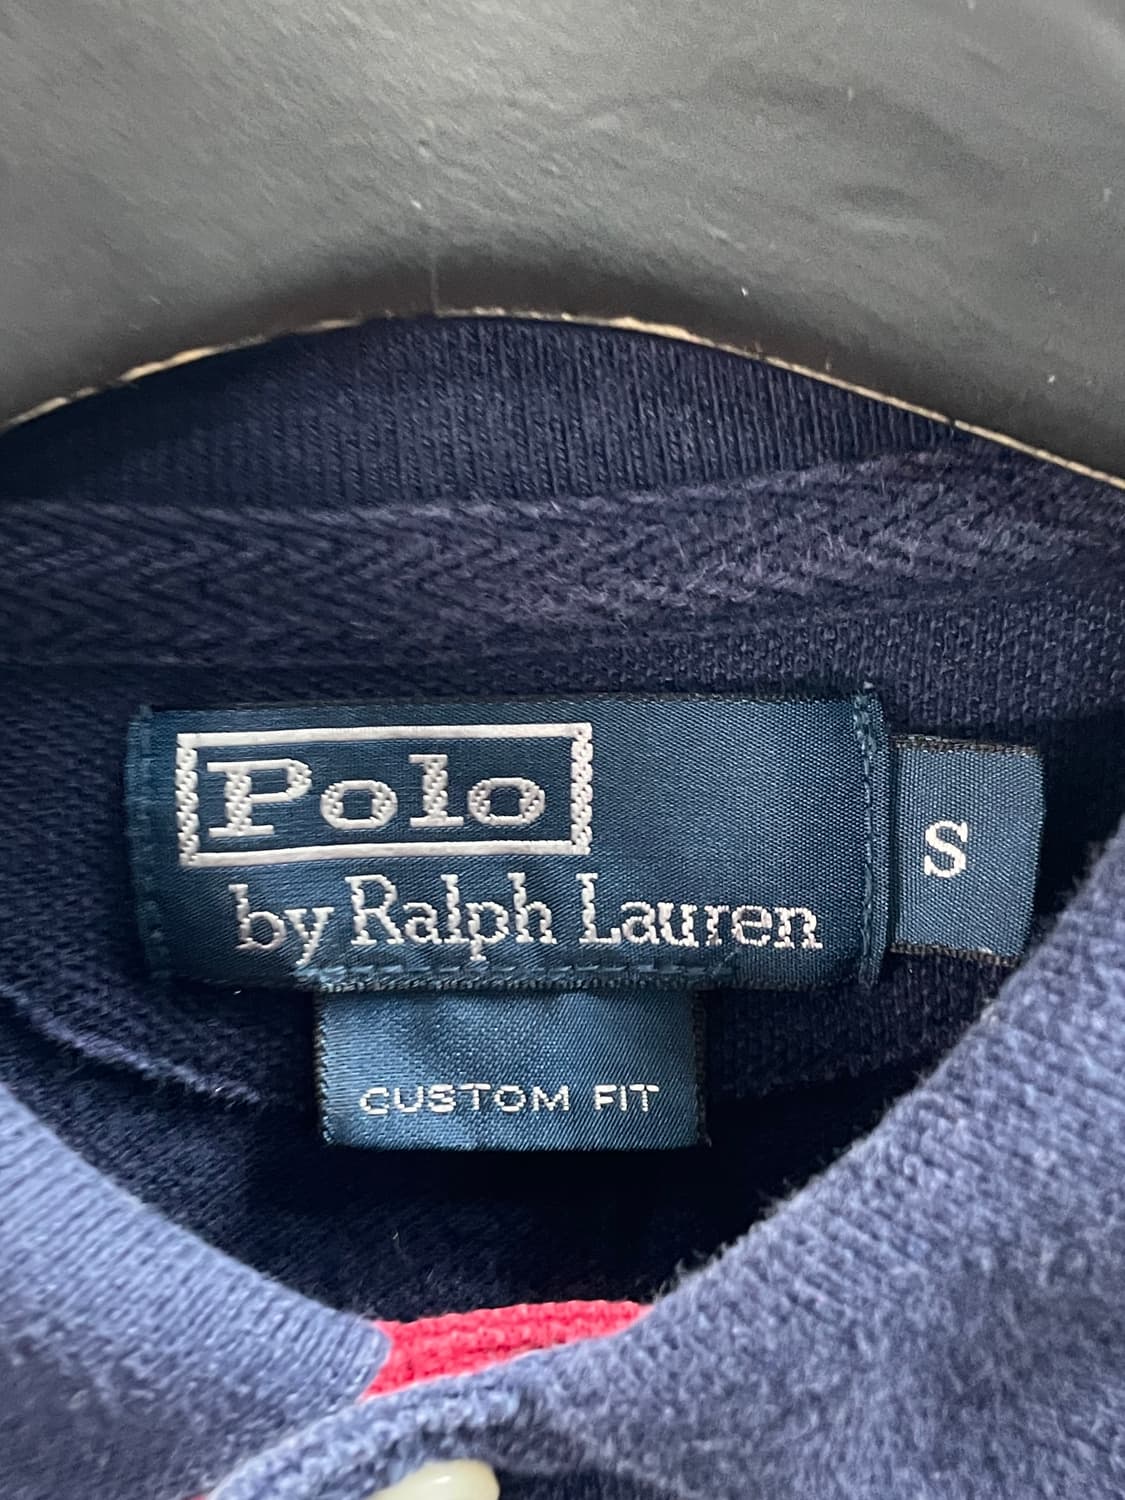 Polo
by Ralph Lauren
S
CUSTOM FIT